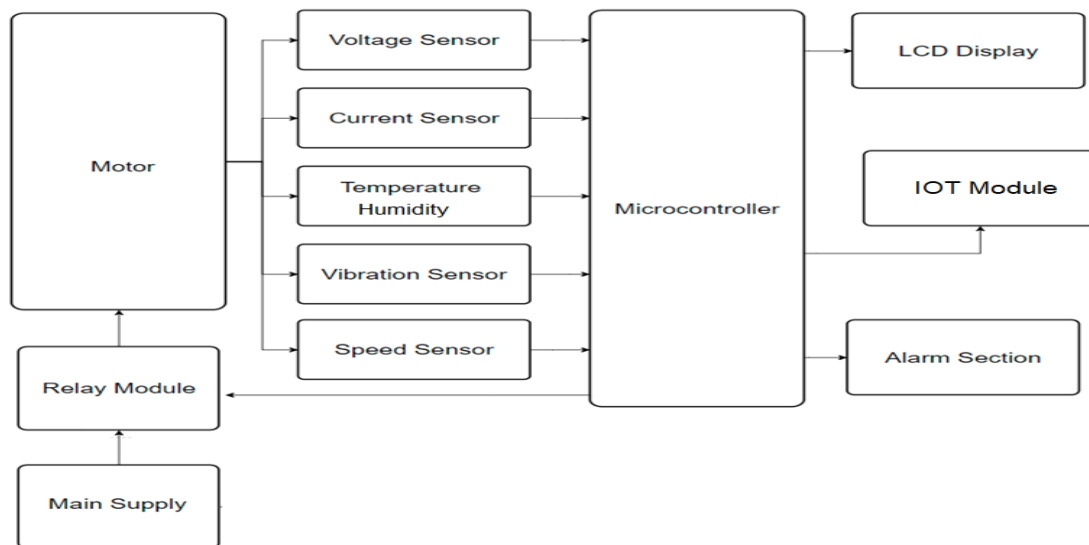 Voltage Sensor
LCD Display
Current Sensor
Motor
Temperature
Humidity
IOT Module
Microcontroller
Vibration Sensor
Speed Sensor
Alarm Section
Relay Module
Main Supply